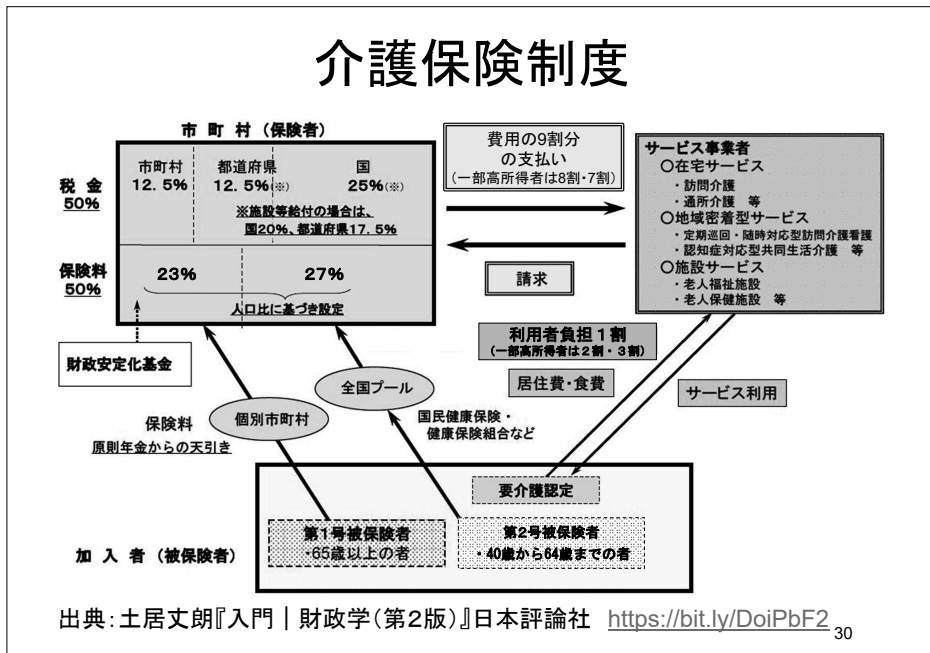 介護保険制度
市 町 村（保険者）
市町村
12．5%
都道府県
12．5%(※)
国
25%(※)
税 金
50%
※施設等給付の場合は、
国20%、都道府県17．5%
保険料
50%
23%
27%
人口比に基づき設定
費用の9割分
の支払い
(一部高所得者は8割・7割)
請求
サービス事業者
○在宅サービス
・訪問介護
・通所介護 等
○地域密着型サービス
・定期巡回・随時対応型訪問介護看護
・認知症対応型共同生活介護 等
○施設サービス
・老人福祉施設
・老人保健施設 等
財政安定化基金
利用者負担１割
(一部高所得者は２割・３割)
居住費・食費
サービス利用
全国プール
個別市町村
保険料
原則年金からの天引き
国民健康保険・
健康保険組合など
要介護認定
第1号被保険者
・65歳以上の者
第2号被保険者
・40歳から64歳までの者
加 入 者（被保険者）
出典：土居丈朗『入門｜財政学（第2版）』日本評論社 https://bit.ly/DoiPbF2
30